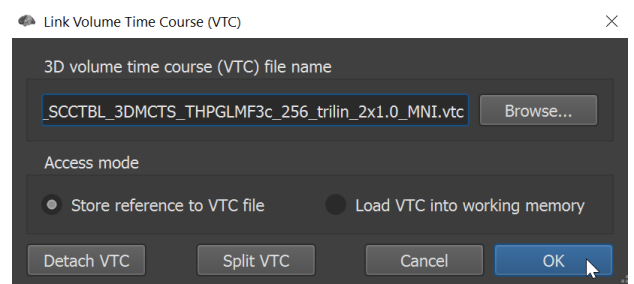 Link Volume Time Course (VTC)
3D volume time course (VTC) file name
_SCCTBL_3DMCTS_THPGLMF3c_256_trilin_2x1.0_MNI.vtc
Browse...
Access mode
Store reference to VTC file
Load VTC into working memory
Detach VTC
Split VTC
Cancel
OK